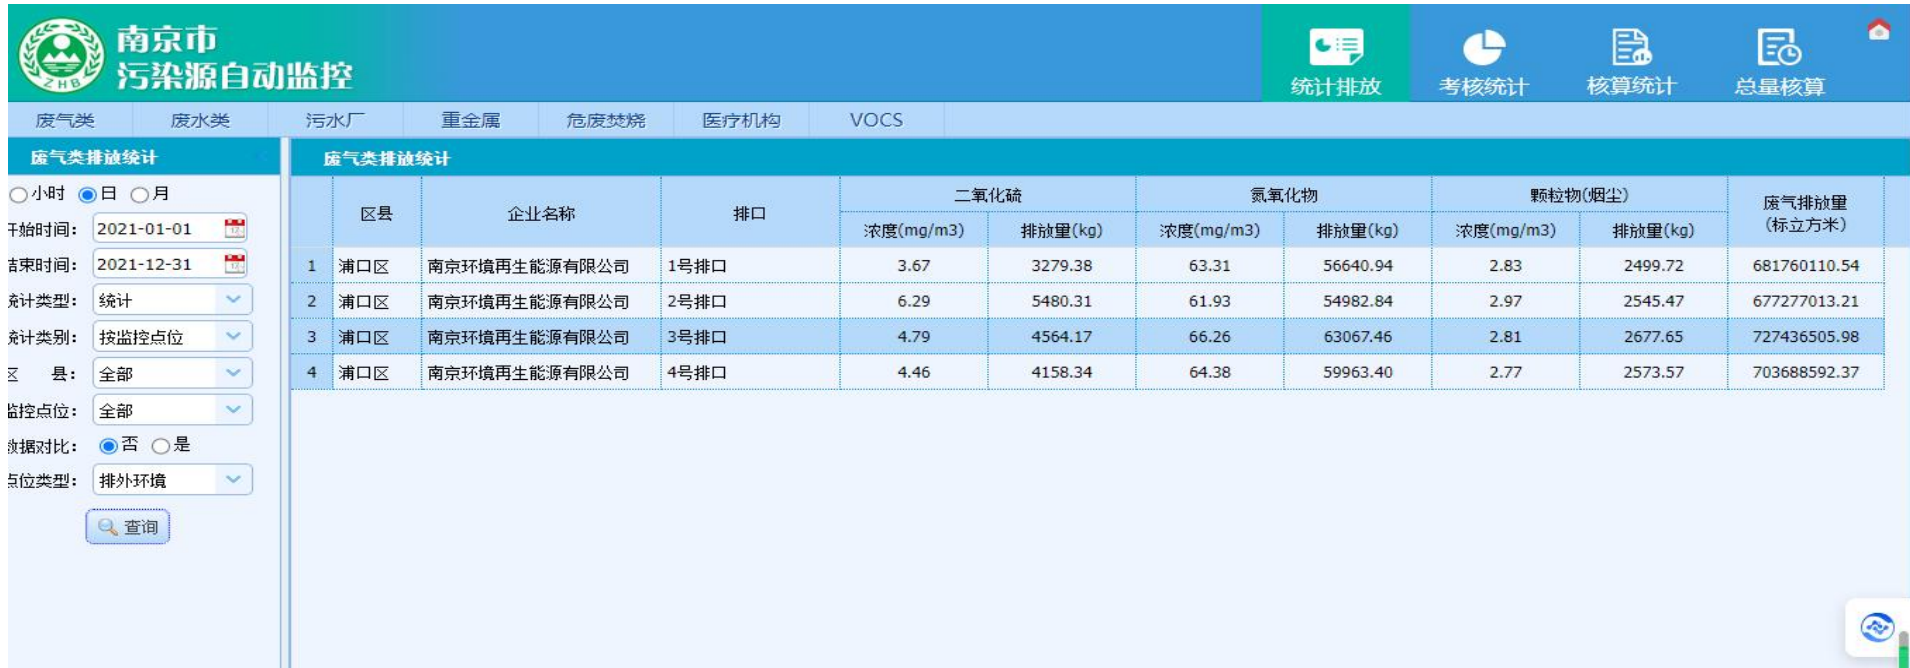 南京市
污染源自动监控
ZHB
统计排放
考核统计
核算统计
总量核算
废气类 废水类 污水厂 重金属 危废焚烧 医疗机构 VOCS
废气类排放统计
小时 日 月
开始时间： 2021-01-01
结束时间： 2021-12-31
统计类型： 统计
统计类别： 按监控点位
区 县： 全部
监控点位： 全部
数据对比： 否 是
点位类型： 排外环境
查询
废气类排放统计
区县 企业名称 排口 二氧化硫 氮氧化物 颗粒物(烟尘) 废气排放量
(标立方米)
浓度(mg/m3) 排放量(kg) 浓度(mg/m3) 排放量(kg) 浓度(mg/m3) 排放量(kg)
1 浦口区 南京环境再生能源有限公司 1号排口 3.67 3279.38 63.31 56640.94 2.83 2499.72 681760110.54
2 浦口区 南京环境再生能源有限公司 2号排口 6.29 5480.31 61.93 54982.84 2.97 2545.47 677277013.21
3 浦口区 南京环境再生能源有限公司 3号排口 4.79 4564.17 66.26 63067.46 2.81 2677.65 727436505.98
4 浦口区 南京环境再生能源有限公司 4号排口 4.46 4158.34 64.38 59963.40 2.77 2573.57 703688592.37